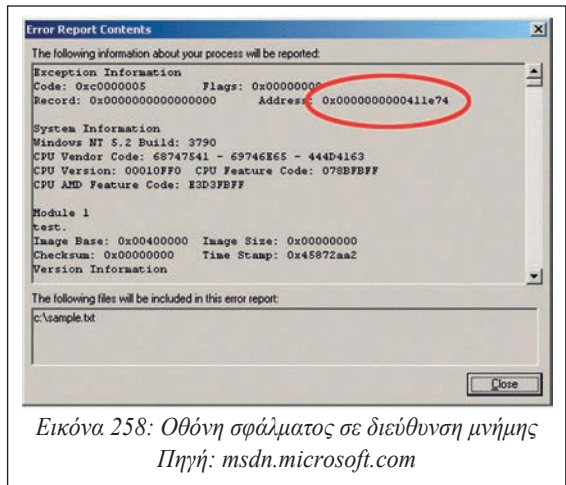 Error Report Contents
The following information about your process will be reported:
Exception Information
Code: 0xc0000005 Flags: 0x00000000
Record: 0x0000000000000000 Address: 0x0000000000411e74
System Information
Windows NT 5.2 Build: 3790
CPU Vendor Code: 68747541 - 69746E65 - 444D4163
CPU Version: 00010FF0 CPU Feature Code: 078BFBFF
CPU AMD Feature Code: E3D3FBFF
Module 1
test.
Image Base: 0x00400000 Image Size: 0x00000000
Checksum: 0x00000000 Time Stamp: 0x45872aa2
Version Information
The following files will be included in this error report:
c:\sample.txt
Close
Εικόνα 258: Οθόνη σφάλματος σε διεύθυνση μνήμης
Πηγή: msdn.microsoft.com